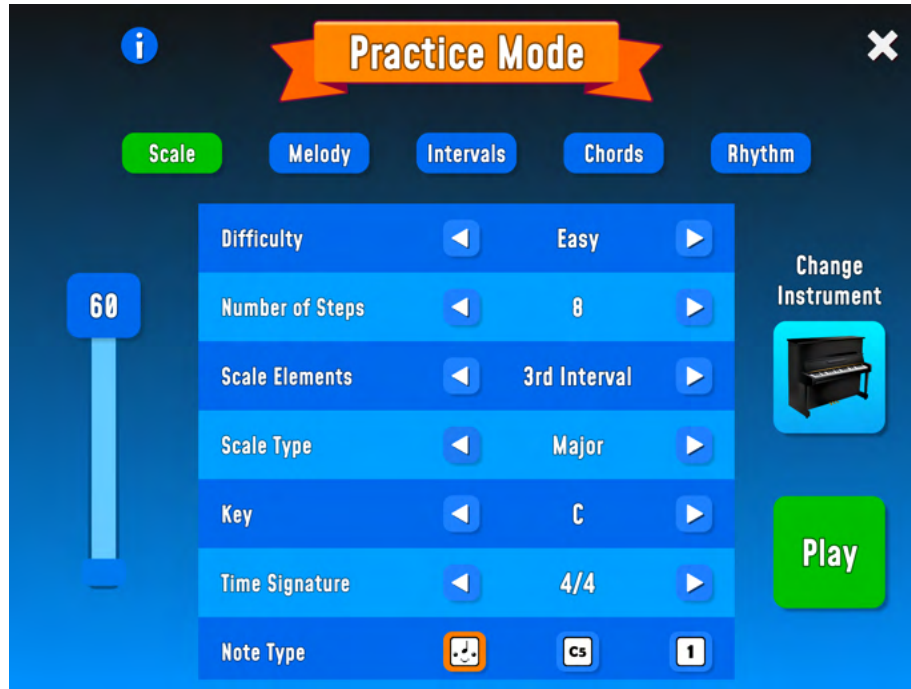 i
Practice Mode
Scale Melody Intervals Chords Rhythm
Difficulty Easy
Number of Steps 8
Scale Elements 3rd Interval
Scale Type Major
Key C
Time Signature 4/4
Note Type C5 1
60
Change
Instrument
Play